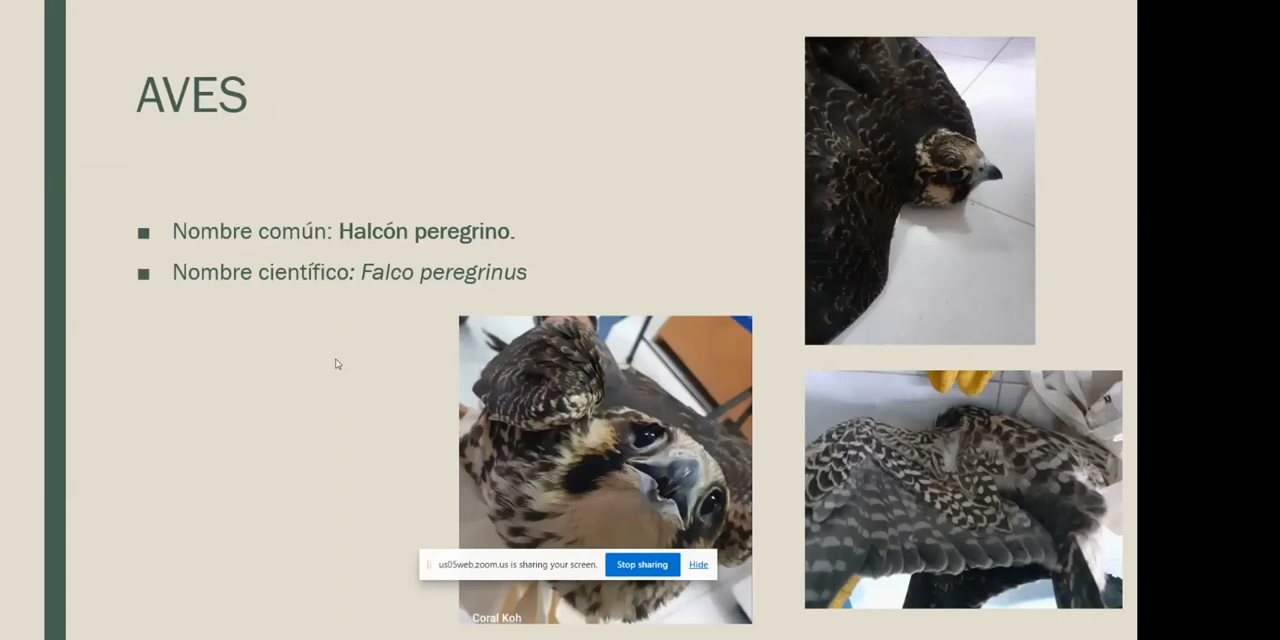 AVES
Nombre común: Halcón peregrino.
Nombre científico: Falco peregrinus
us05web.zoom.us is sharing your screen. Stop sharing Hide
Coral Koh